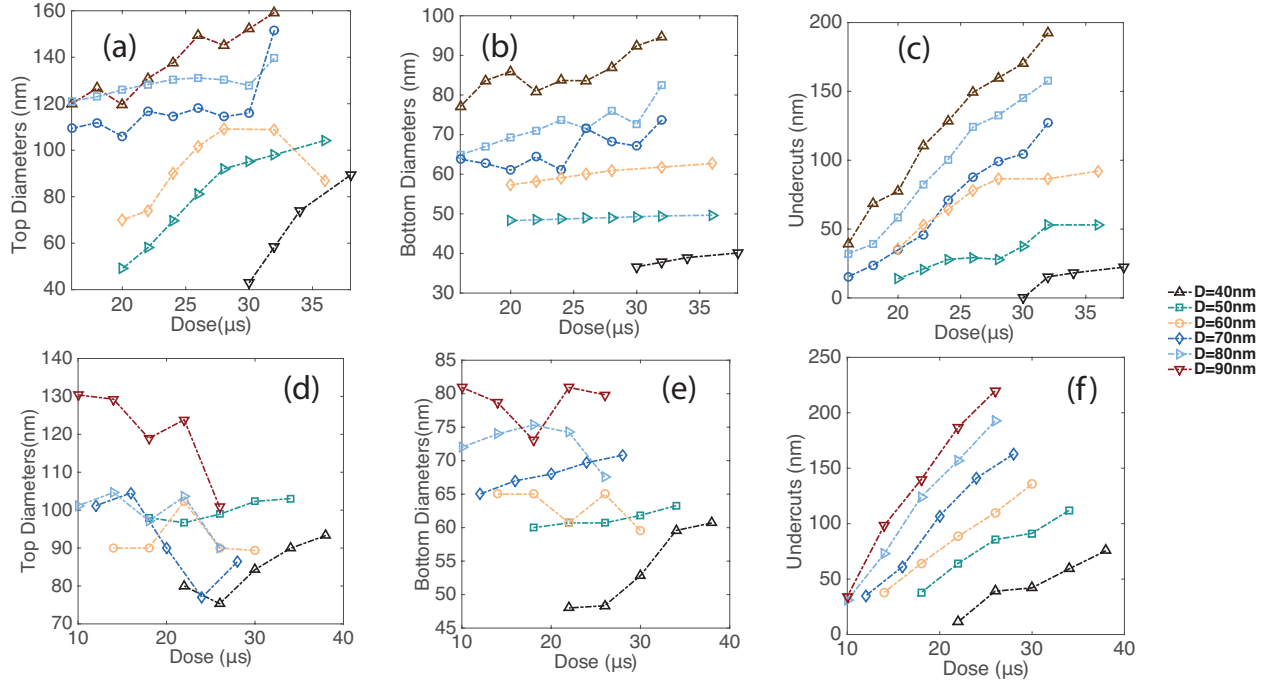 (a)
Top Diameters (nm)
160
140
120
100
80
60
40
20
25
30
35
Dose(μs)
(b)
Bottom Diameters (nm)
100
90
80
70
60
50
40
30
20
25
30
35
Dose(μs)
(c)
Undercuts (nm)
200
150
100
50
0
20
25
30
35
Dose(μs)
D=40nm
D=50nm
D=60nm
D=70nm
D=80nm
D=90nm
(d)
Top Diameters(nm)
140
130
120
110
100
90
80
70
10
20
30
40
Dose (μs)
(e)
Bottom Diameters(nm)
85
80
75
70
65
60
55
50
45
10
20
30
40
Dose (μs)
(f)
Undercuts (nm)
250
200
150
100
50
0
10
20
30
40
Dose (μs)